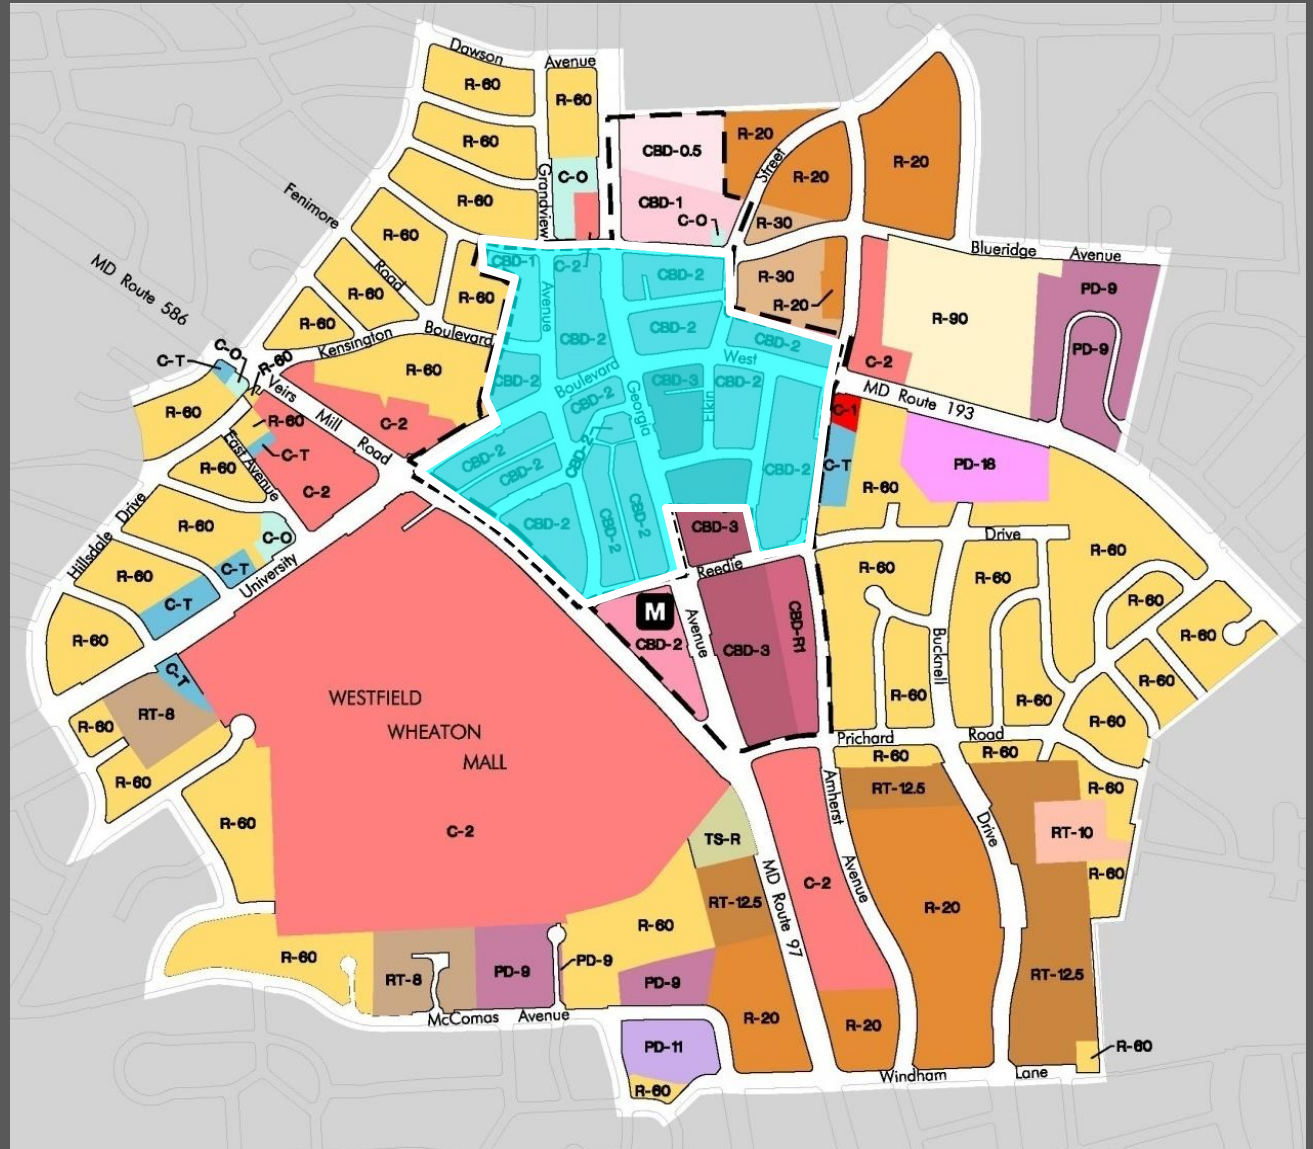 Dawson
Avenue
R-60
R-60
R-60
R-60
CBD-0.5
R-20
R-20
R-20
Street
C-O
Grandview
CBD-1
C-O
R-30
Fenimore
R-60
Road
R-60
R-60
R-60
CBD-1
C-2
CBD-2
R-30
R-20
Blueridge
Avenue
PD-9
MD Route 586
Avenue
CBD-2
CBD-2
CBD-2
R-90
PD-9
Kensington
Boulevard
West
C-T
C-O
R-60
R-60
CBD-2
Boulevard
Georgia
CBD-3
CBD-2
C-2
MD Route 193
Veirs
Mill
Road
R-60
R-60
C-2
CBD-2
Elkin
C-1
East Avenue
C-T
R-60
CBD-2
CBD-2
CBD-2
CBD-2
C-T
R-60
PD-18
C-2
Hillsdale
Drive
R-60
C-O
CBD-2
CBD-2
CBD-2
CBD-3
Drive
R-60
C-T
C-T
University
Reedie
R-60
R-60
R-60
R-60
R-60
M
CBD-2
Avenue
CBD-3
CBD-R1
Bucknell
R-60
C-T
RT-8
R-60
R-60
WESTFIELD
WHEATON
MALL
C-2
R-60
R-60
R-60
R-60
Prichard
Road
R-60
R-60
R-60
R-60
Amherst
Avenue
RT-12.5
R-60
RT-10
R-60
TS-R
MD Route 97
C-2
Drive
RT-12.5
R-20
R-60
R-60
RT-8
PD-9
PD-9
PD-9
RT-12.5
McComas
Avenue
R-20
R-20
PD-11
R-60
R-60
Windham
Lane